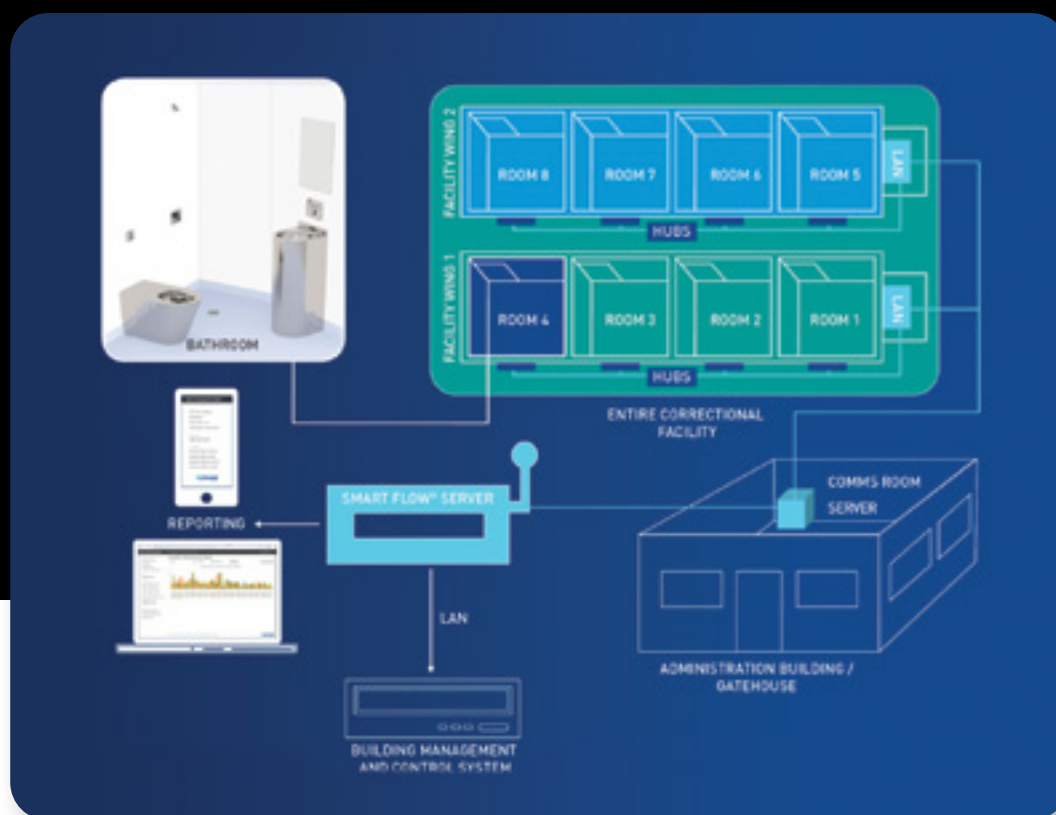 FACILITY WING 2
ROOM 8
ROOM 7
ROOM 6
ROOM 5
LAN
HUBS
FACILITY WING 1
ROOM 4
ROOM 3
ROOM 2
ROOM 1
LAN
HUBS
BATHROOM
ENTIRE CORRECTIONAL
FACILITY
SMART FLOW® SERVER
REPORTING
COMMS ROOM
SERVER
LAN
ADMINISTRATION BUILDING /
GATEHOUSE
BUILDING MANAGEMENT
AND CONTROL SYSTEM